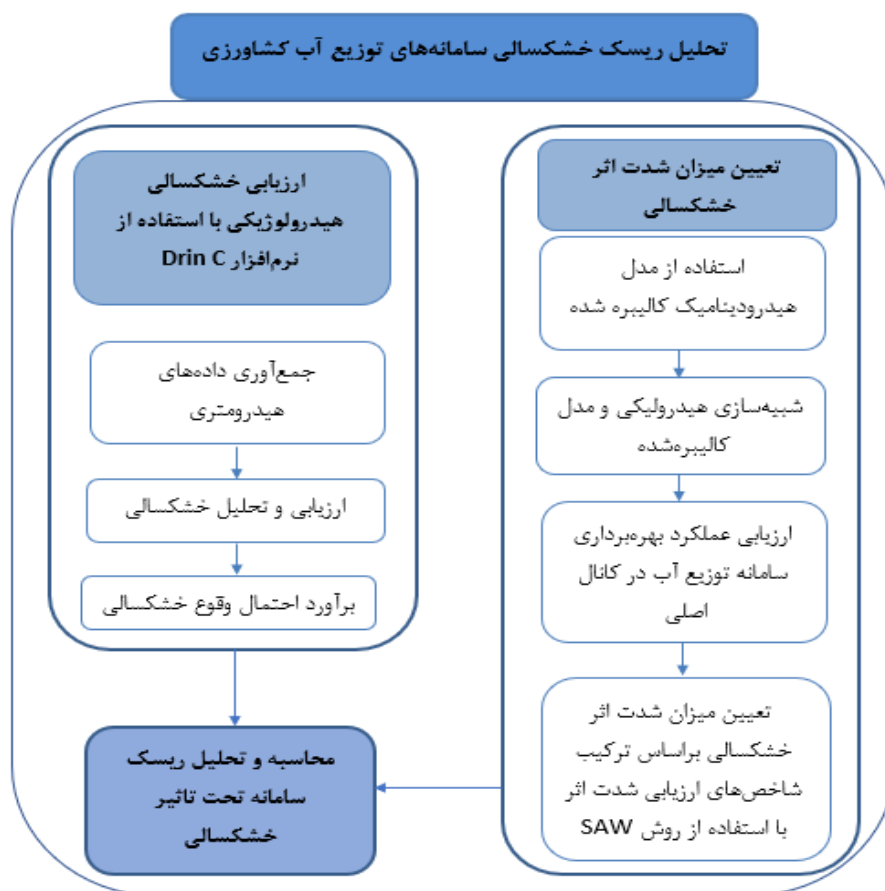 تحلیل ریسک خشکسالی سامانه‌های توزیع آب کشاورزی
تعیین میزان شدت اثر
خشکسالی
استفاده از مدل
هیدرودینامیک کالیبره شده
شبیه‌سازی هیدرولیکی و مدل
کالیبره‌شده
ارزیابی عملکرد بهره‌برداری
سامانه توزیع آب در کانال
اصلی
تعیین میزان شدت اثر
خشکسالی براساس ترکیب
شاخص‌های ارزیابی شدت اثر
با استفاده از روش SAW
ارزیابی خشکسالی
هیدرولوژیکی با استفاده از
نرم‌افزار Drin C
جمع‌آوری داده‌های
هیدرومتری
ارزیابی و تحلیل خشکسالی
برآورد احتمال وقوع خشکسالی
محاسبه و تحلیل ریسک
سامانه تحت تاثیر
خشکسالی